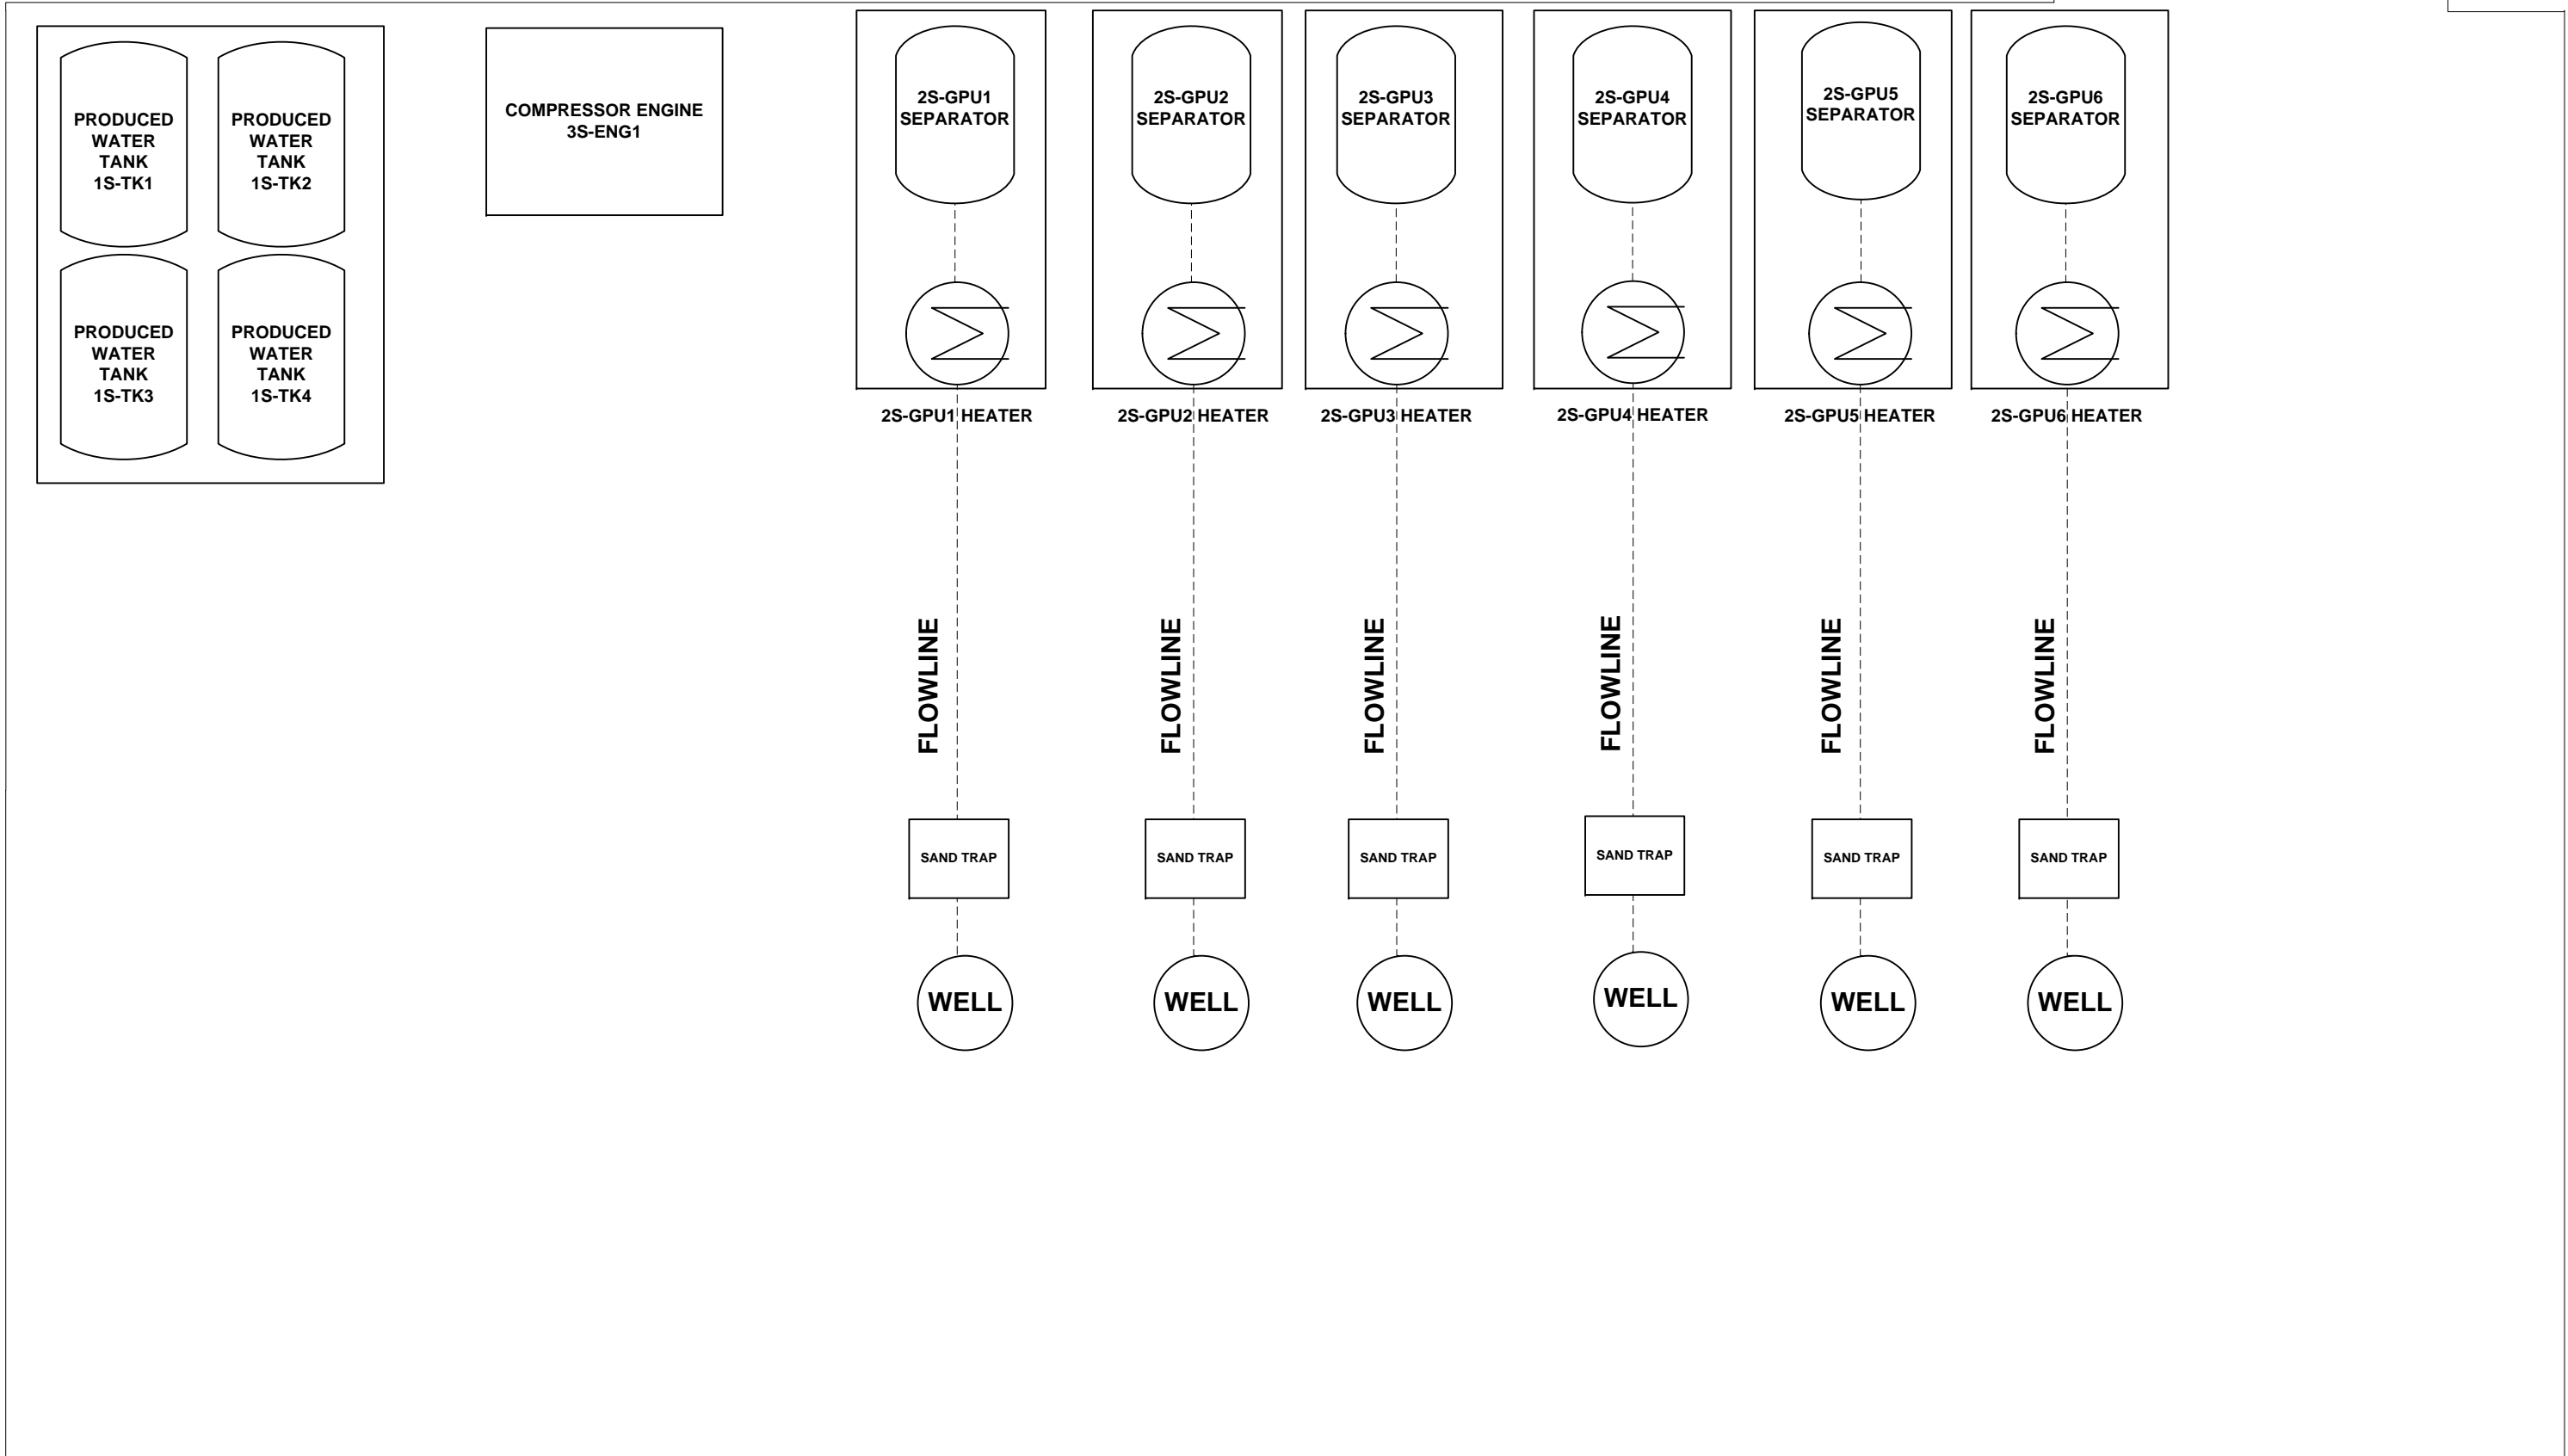 PRODUCED
WATER
TANK
1S-TK1
PRODUCED
WATER
TANK
1S-TK2
PRODUCED
WATER
TANK
1S-TK3
PRODUCED
WATER
TANK
1S-TK4
COMPRESSOR ENGINE
3S-ENG1
2S-GPU1
SEPARATOR
2S-GPU2
SEPARATOR
2S-GPU3
SEPARATOR
2S-GPU4
SEPARATOR
2S-GPU5
SEPARATOR
2S-GPU6
SEPARATOR
2S-GPU1 HEATER
2S-GPU2 HEATER
2S-GPU3 HEATER
2S-GPU4 HEATER
2S-GPU5 HEATER
2S-GPU6 HEATER
FLOWLINE
FLOWLINE
FLOWLINE
FLOWLINE
FLOWLINE
FLOWLINE
SAND TRAP
SAND TRAP
SAND TRAP
SAND TRAP
SAND TRAP
SAND TRAP
WELL
WELL
WELL
WELL
WELL
WELL